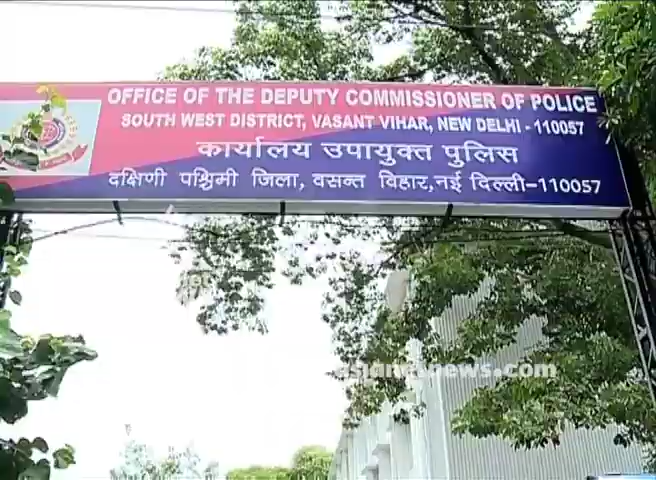 OFFICE OF THE DEPUTY COMMISSIONER OF POLICE
SOUTH WEST DISTRICT, VASANT VIHAR, NEW DELHI - 110057
कार्यालय उपायुक्त पुलिस
दक्षिणी पश्चिमी जिला, वसन्त विहार,नई दिल्ली–110057
asianetnews.com